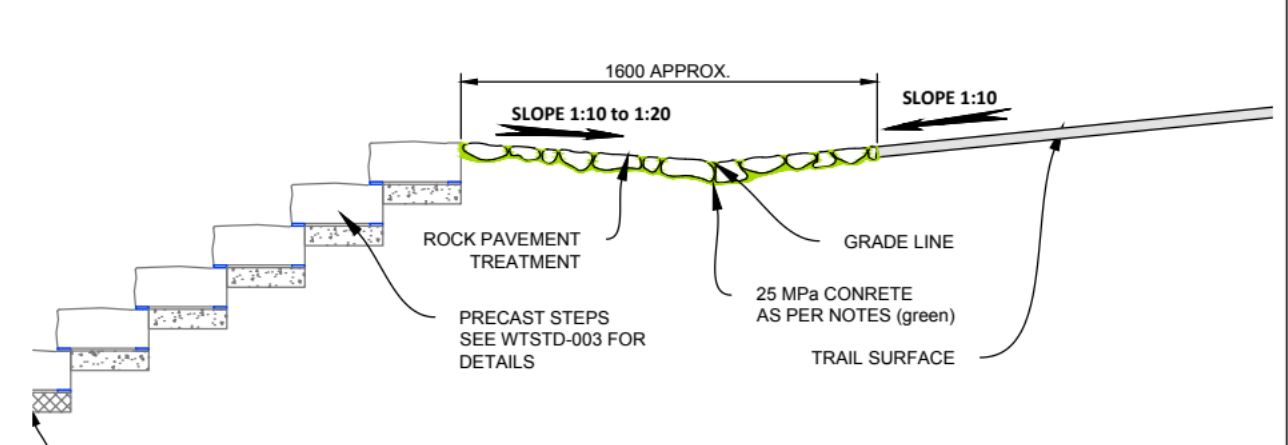 1600 APPROX.
SLOPE 1:10 to 1:20
SLOPE 1:10
ROCK PAVEMENT
TREATMENT
GRADE LINE
25 MPa CONRETE
AS PER NOTES (green)
PRECAST STEPS
SEE WTSTD-003 FOR
DETAILS
TRAIL SURFACE